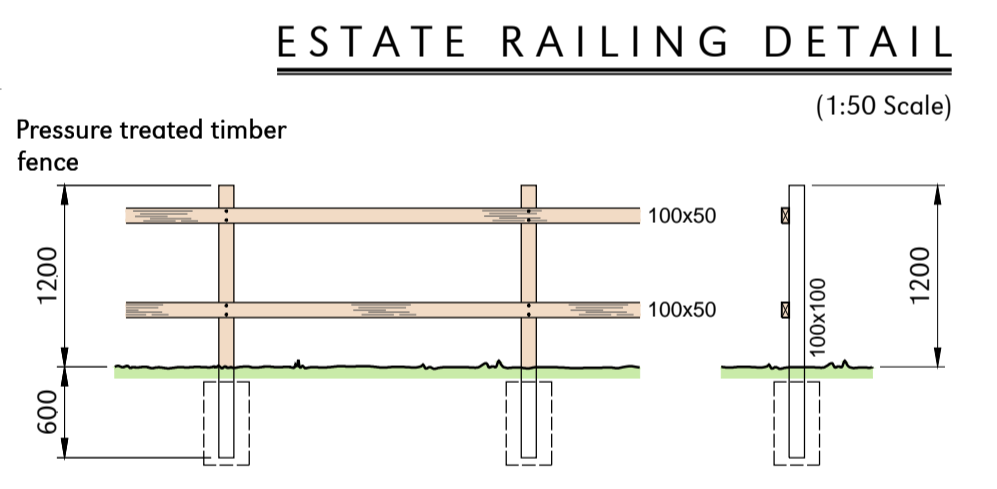 ESTATE RAILING DETAIL
(1:50 Scale)
Pressure treated timber
fence
1200
600
100x50
100x50
100x100
1200